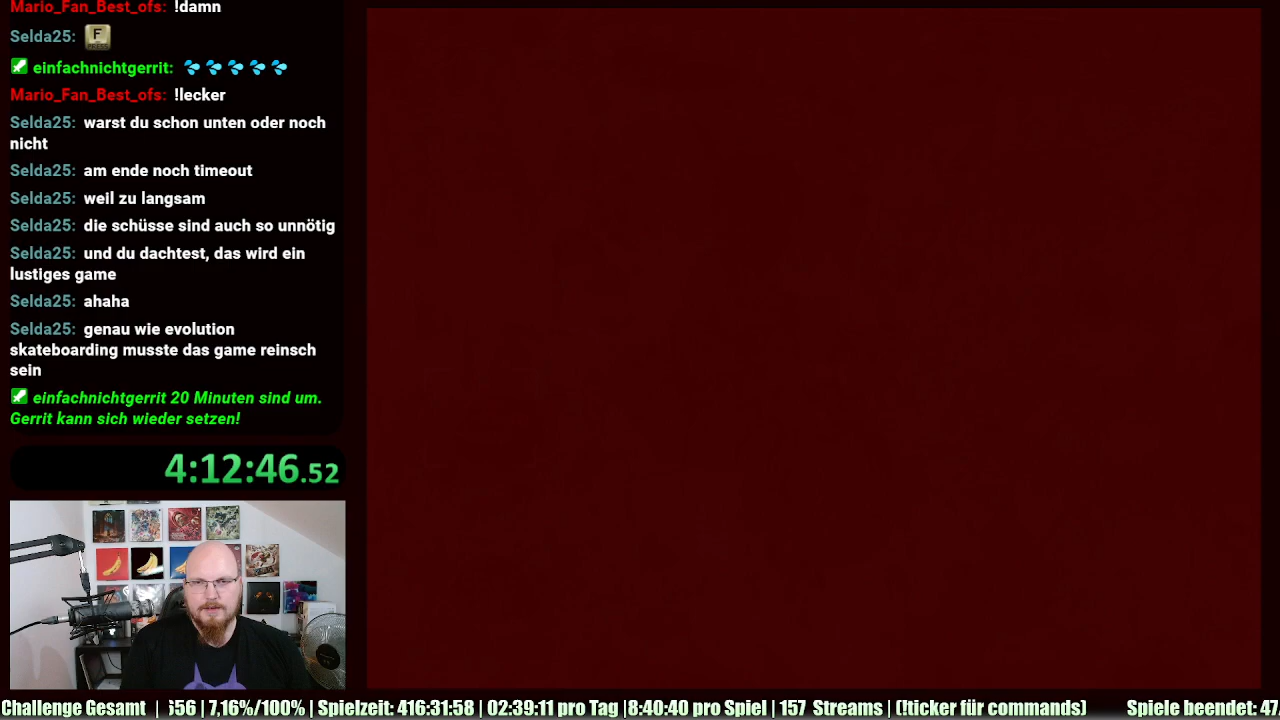 Mario_Fan_Best_ofs: !damn
Selda25: F
einfachnichtgerrit:
Mario_Fan_Best_ofs: !lecker
Selda25: warst du schon unten oder noch
nicht
Selda25: am ende noch timeout
Selda25: weil zu langsam
Selda25: die schüsse sind auch so unnötig
Selda25: und du dachtest, das wird ein
lustiges game
Selda25: ahaha
Selda25: genau wie evolution
skateboarding musste das game reinsch
sein
einfachnichtgerrit 20 Minuten sind um.
Gerrit kann sich wieder setzen!
4:12:46.52
Challenge Gesamt | 656 | 7,16%/100% | Spielzeit: 416:31:58 | 02:39:11 pro Tag |8:40:40 pro Spiel | 157 Streams | (!ticker für commands) Spiele beendet: 47